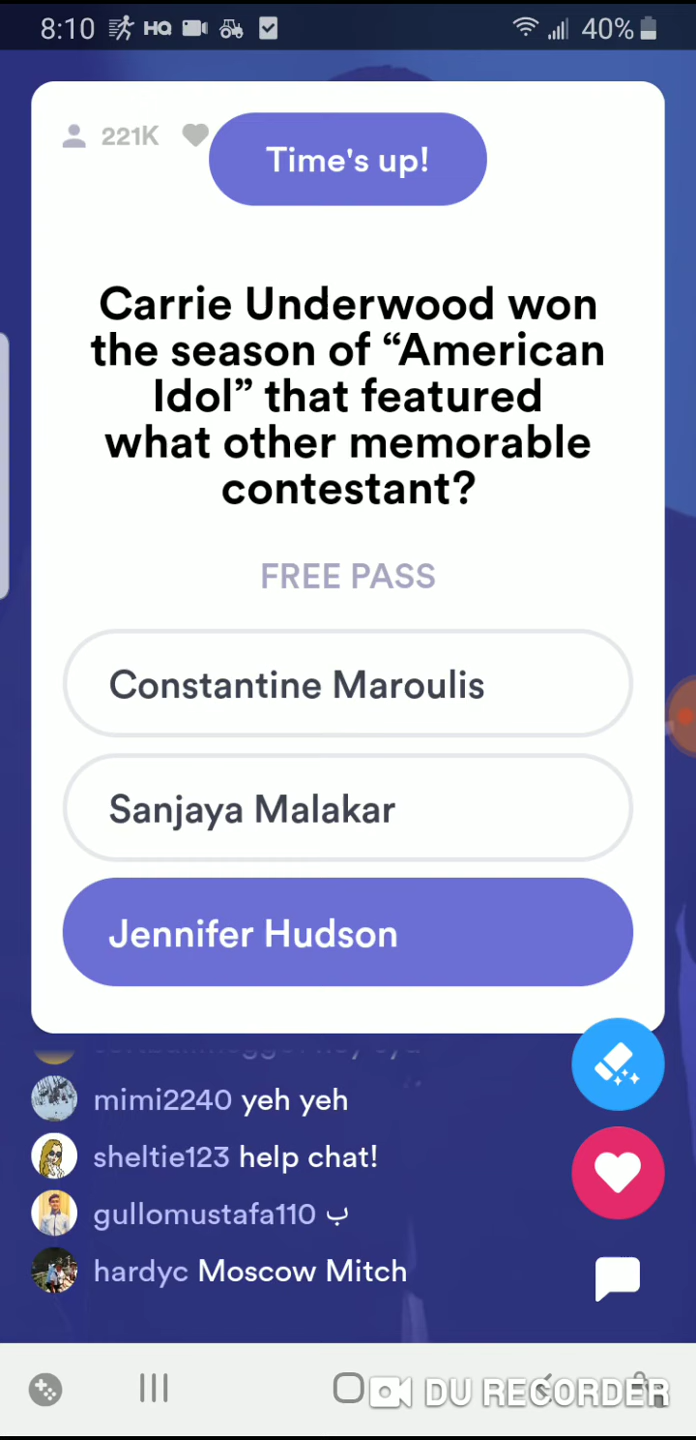 8:10 HQ 40%
221K
Time's up!
Carrie Underwood won
the season of “American
Idol” that featured
what other memorable
contestant?
FREE PASS
Constantine Maroulis
Sanjaya Malakar
Jennifer Hudson
mimi2240 yeh yeh
sheltie123 help chat!
gullomustafa110 ب
hardyc Moscow Mitch
DU RECORDER